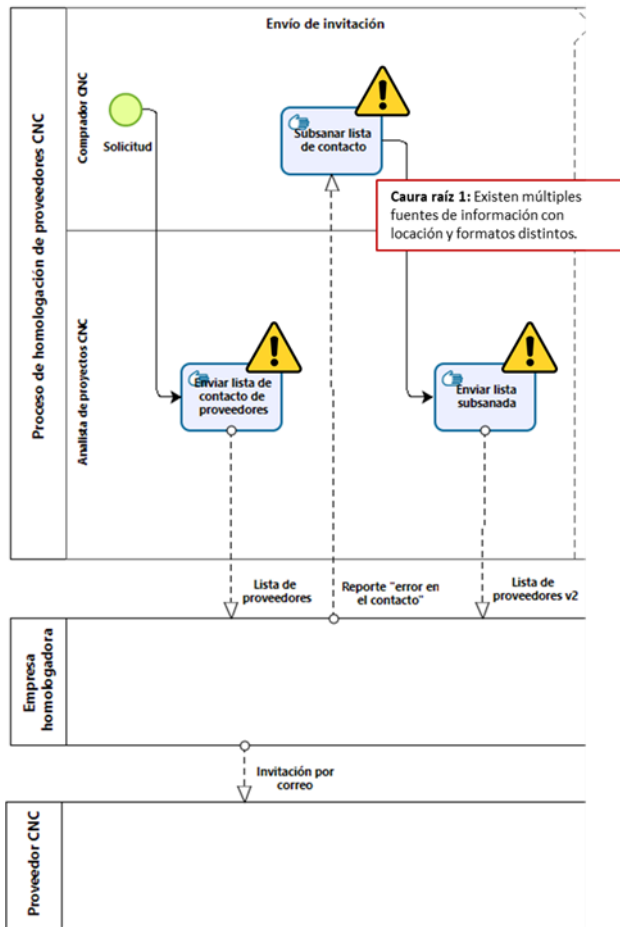 Envío de invitación
Proceso de homologación de proveedores CNC
Comprador CNC
Solicitud
Subsanar lista
de contacto
Caura raíz 1: Existen múltiples
fuentes de información con
locación y formatos distintos.
Analista de proyectos CNC
Enviar lista de
contacto de
proveedores
Enviar lista
subsanada
Lista de
proveedores
Reporte "error en
el contacto"
Lista de
proveedores v2
Empresa
homologadora
Invitación por
correo
Proveedor CNC